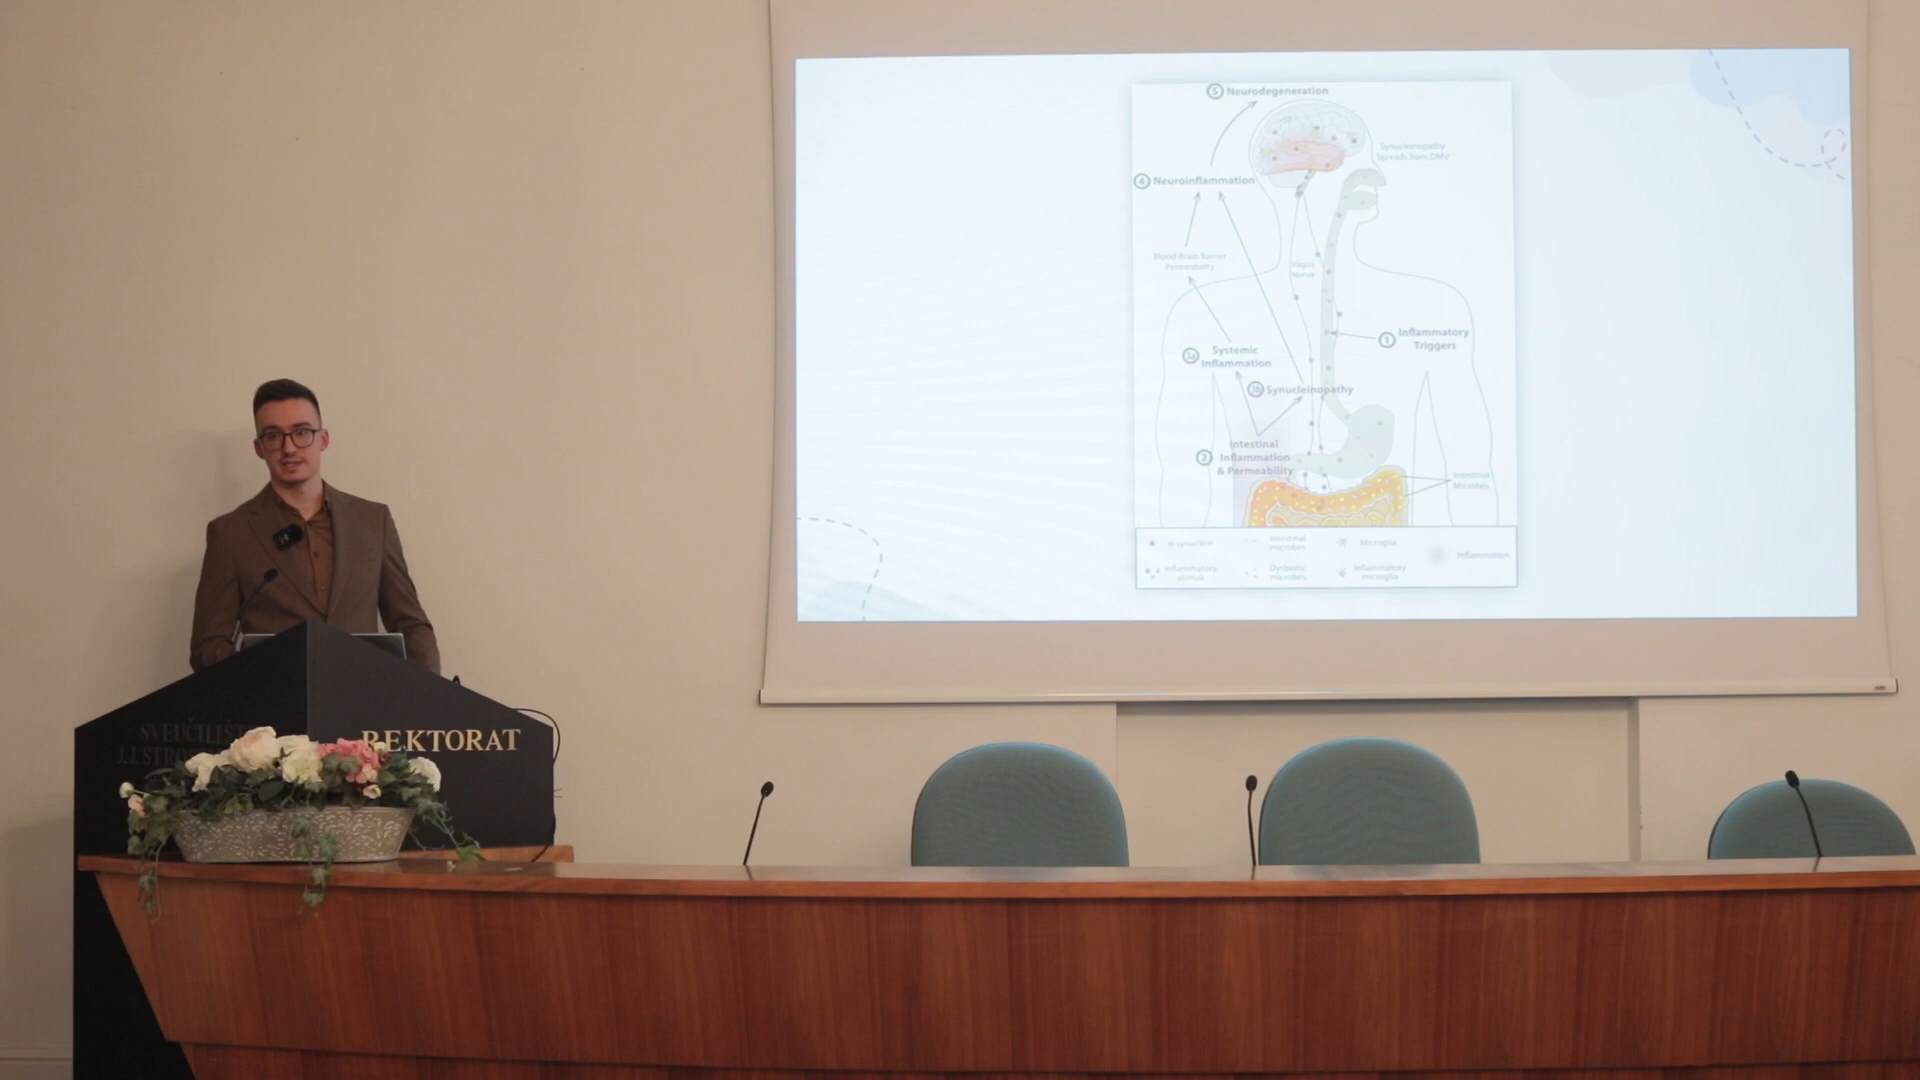 5 Neurodegeneration
Synucleinopathy
Spreads from DMV
4 Neuroinflammation
Blood-Brain Barrier
Permeability
Vagus
Nerve
1 Inflammatory
Triggers
3a Systemic
Inflammation
3b Synucleinopathy
2 Intestinal
Inflammation
& Permeability
Intestinal
Microbes
α-synuclein
Intestinal
microbes
Microglia
Inflammation
Inflammatory
stimuli
Dysbiotic
microbes
Inflammatory
microglia
SVEUČILIŠTE
J.J. STRO
REKTORAT